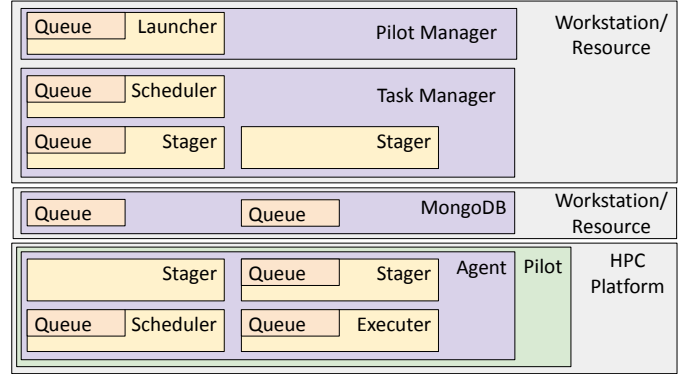 Queue Launcher Pilot Manager Workstation/
Resource
Queue Scheduler Task Manager
Queue Stager Stager
Queue Queue MongoDB Workstation/
Resource
Stager Queue Stager Agent Pilot HPC
Platform
Queue Scheduler Queue Executer